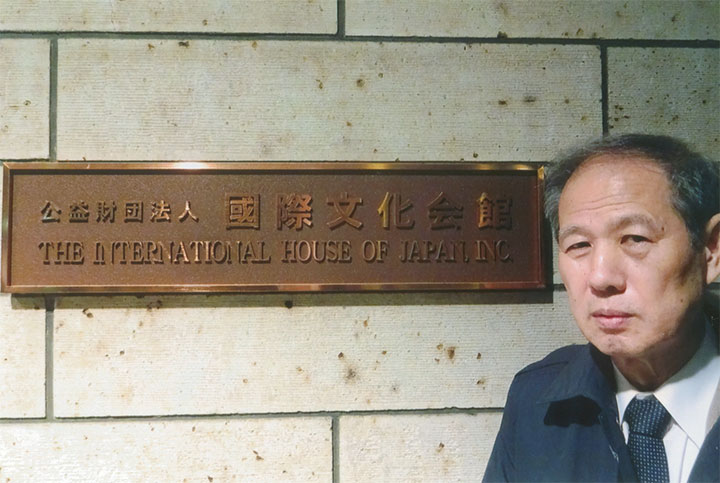 公益財団法人 國際文化会館
THE INTERNATIONAL HOUSE OF JAPAN, INC.